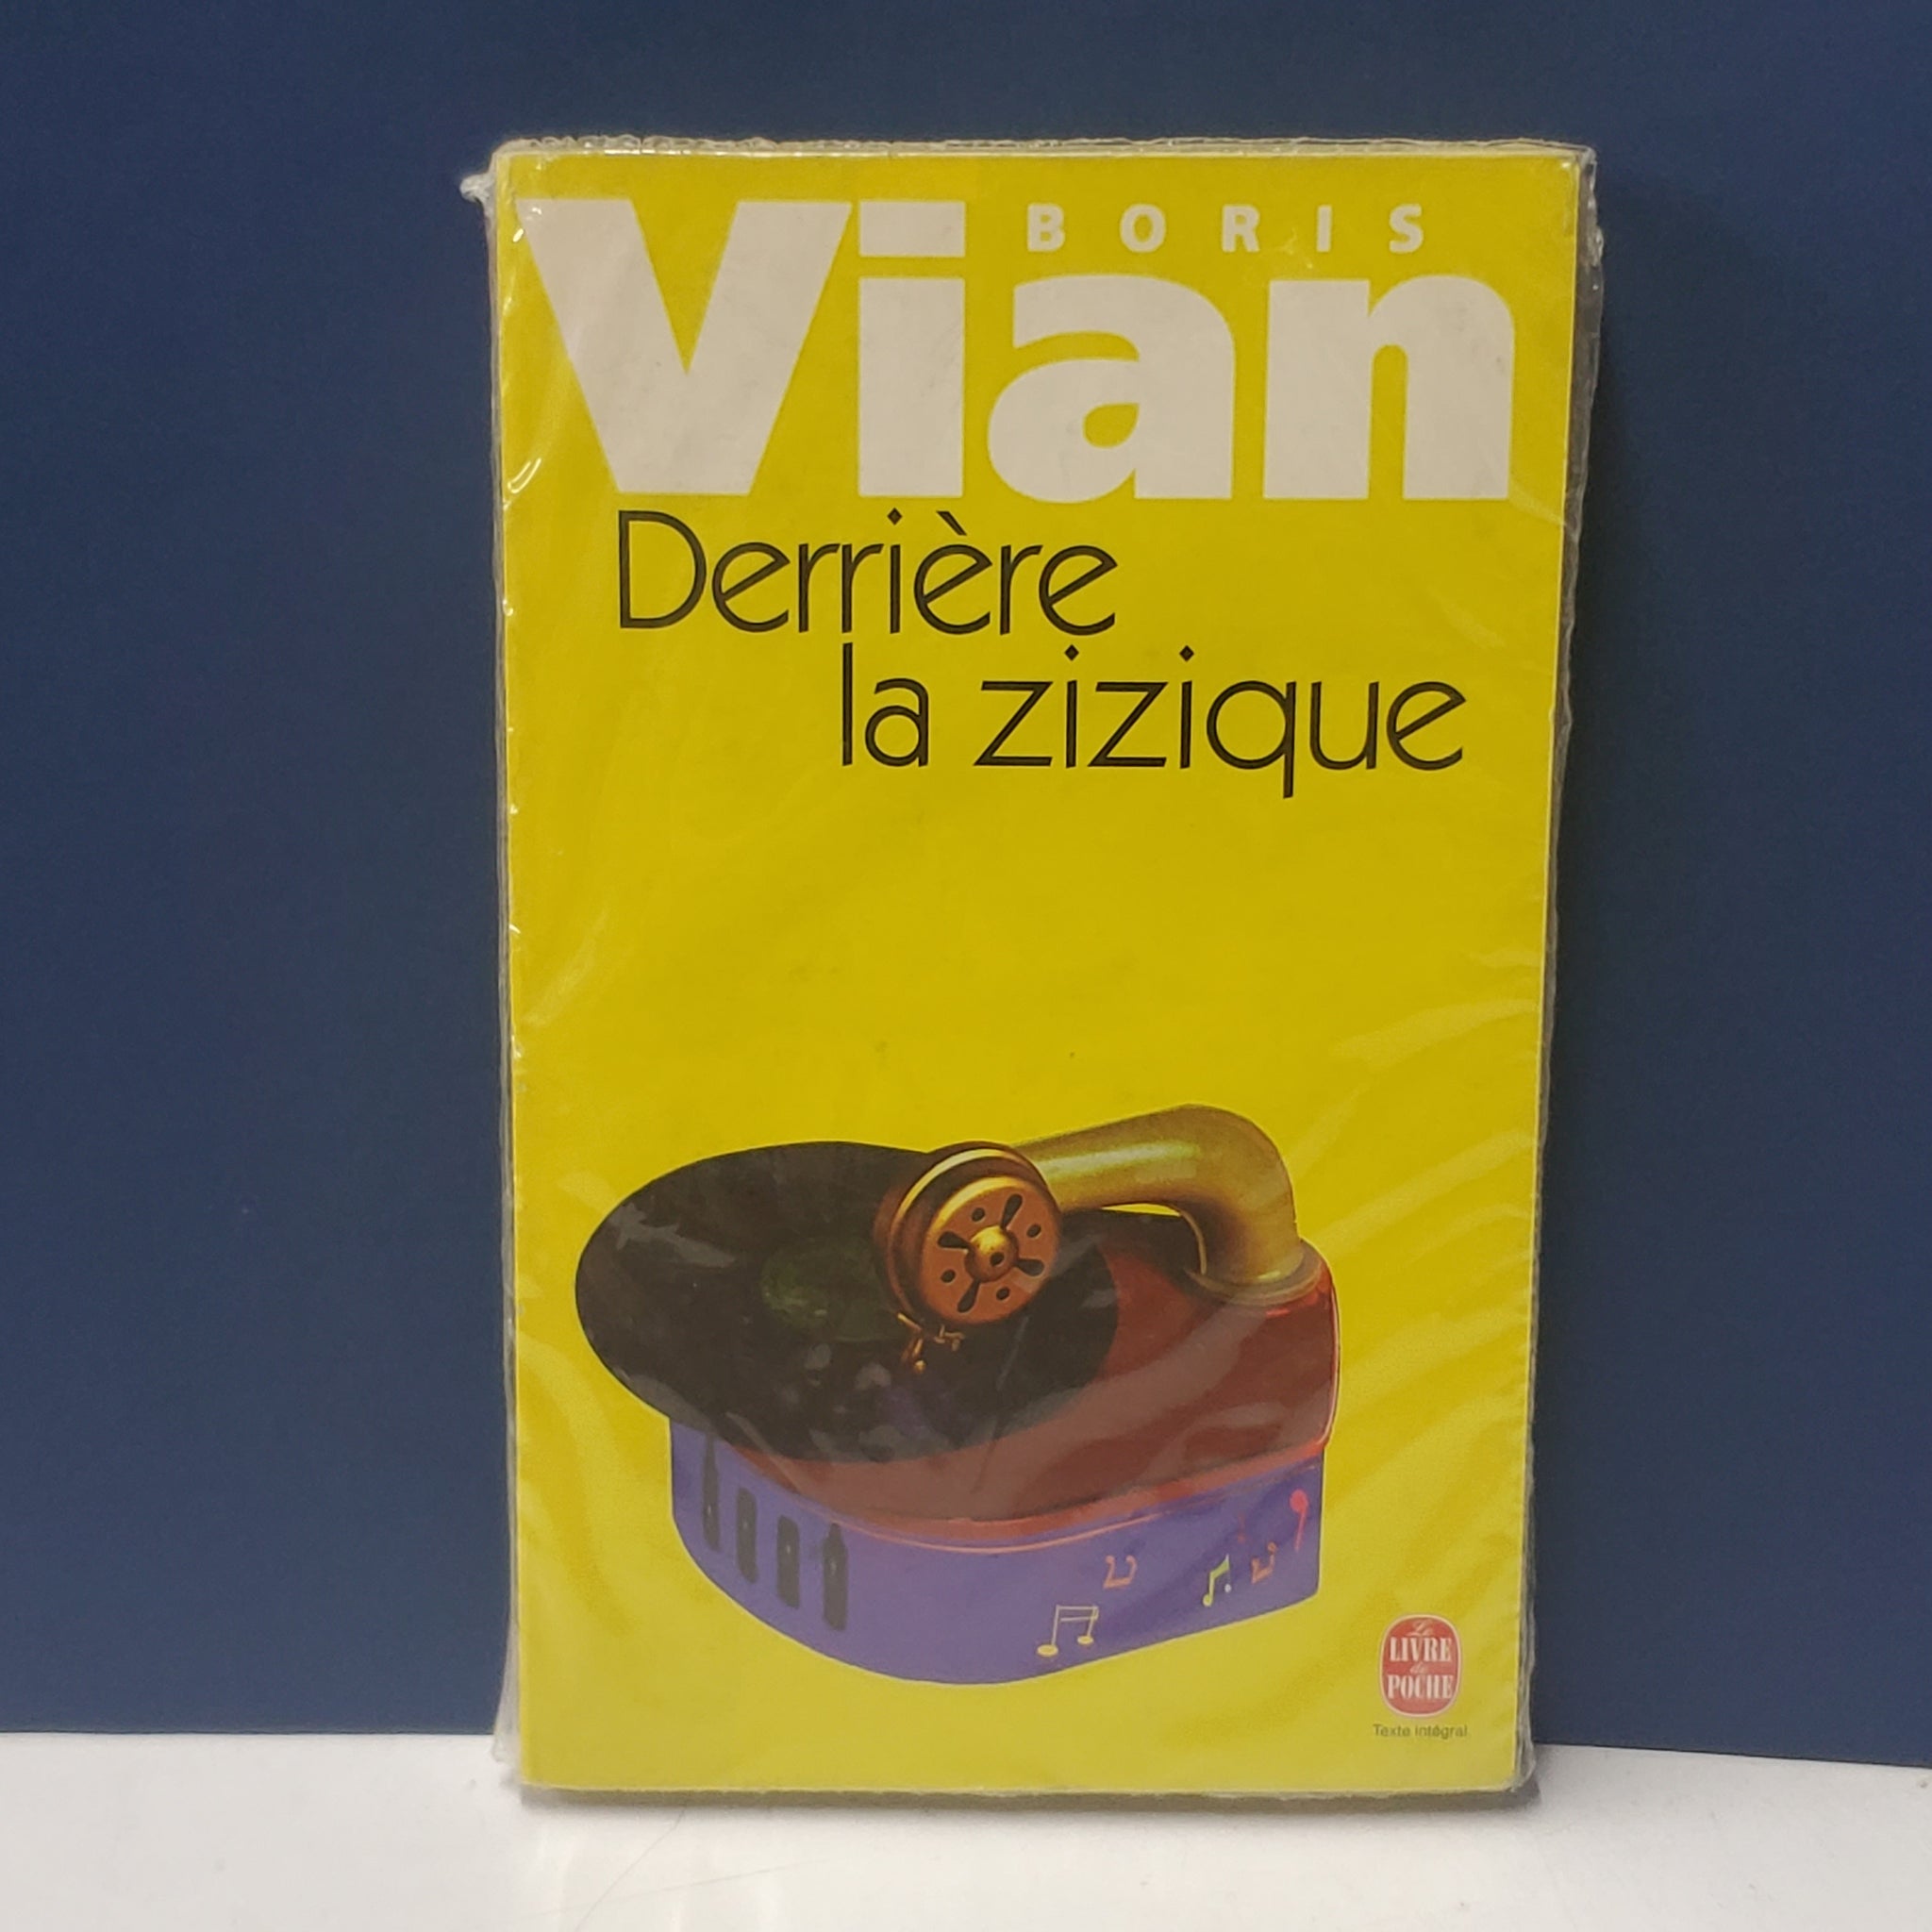 BORIS
Vian
Derrière
la zizique
Le
LIVRE
de
POCHE
Texte intégral